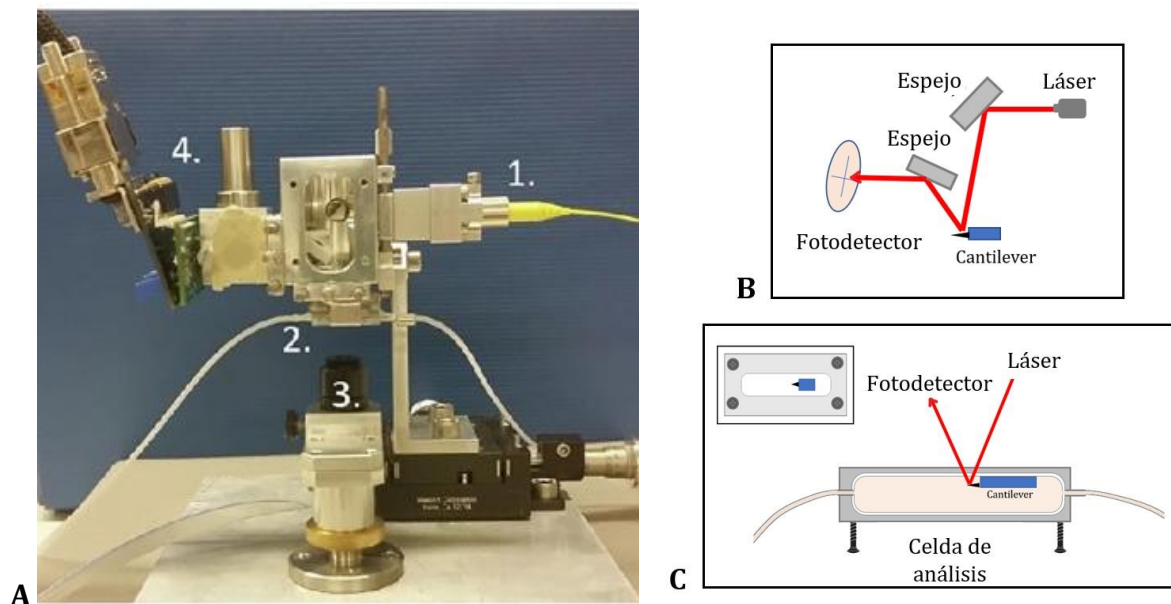 4.
1.
2.
3.
A
Espejo
Láser
Espejo
Fotodetector
Cantilever
B
Láser
Fotodetector
Cantilever
Celda de
análisis
C